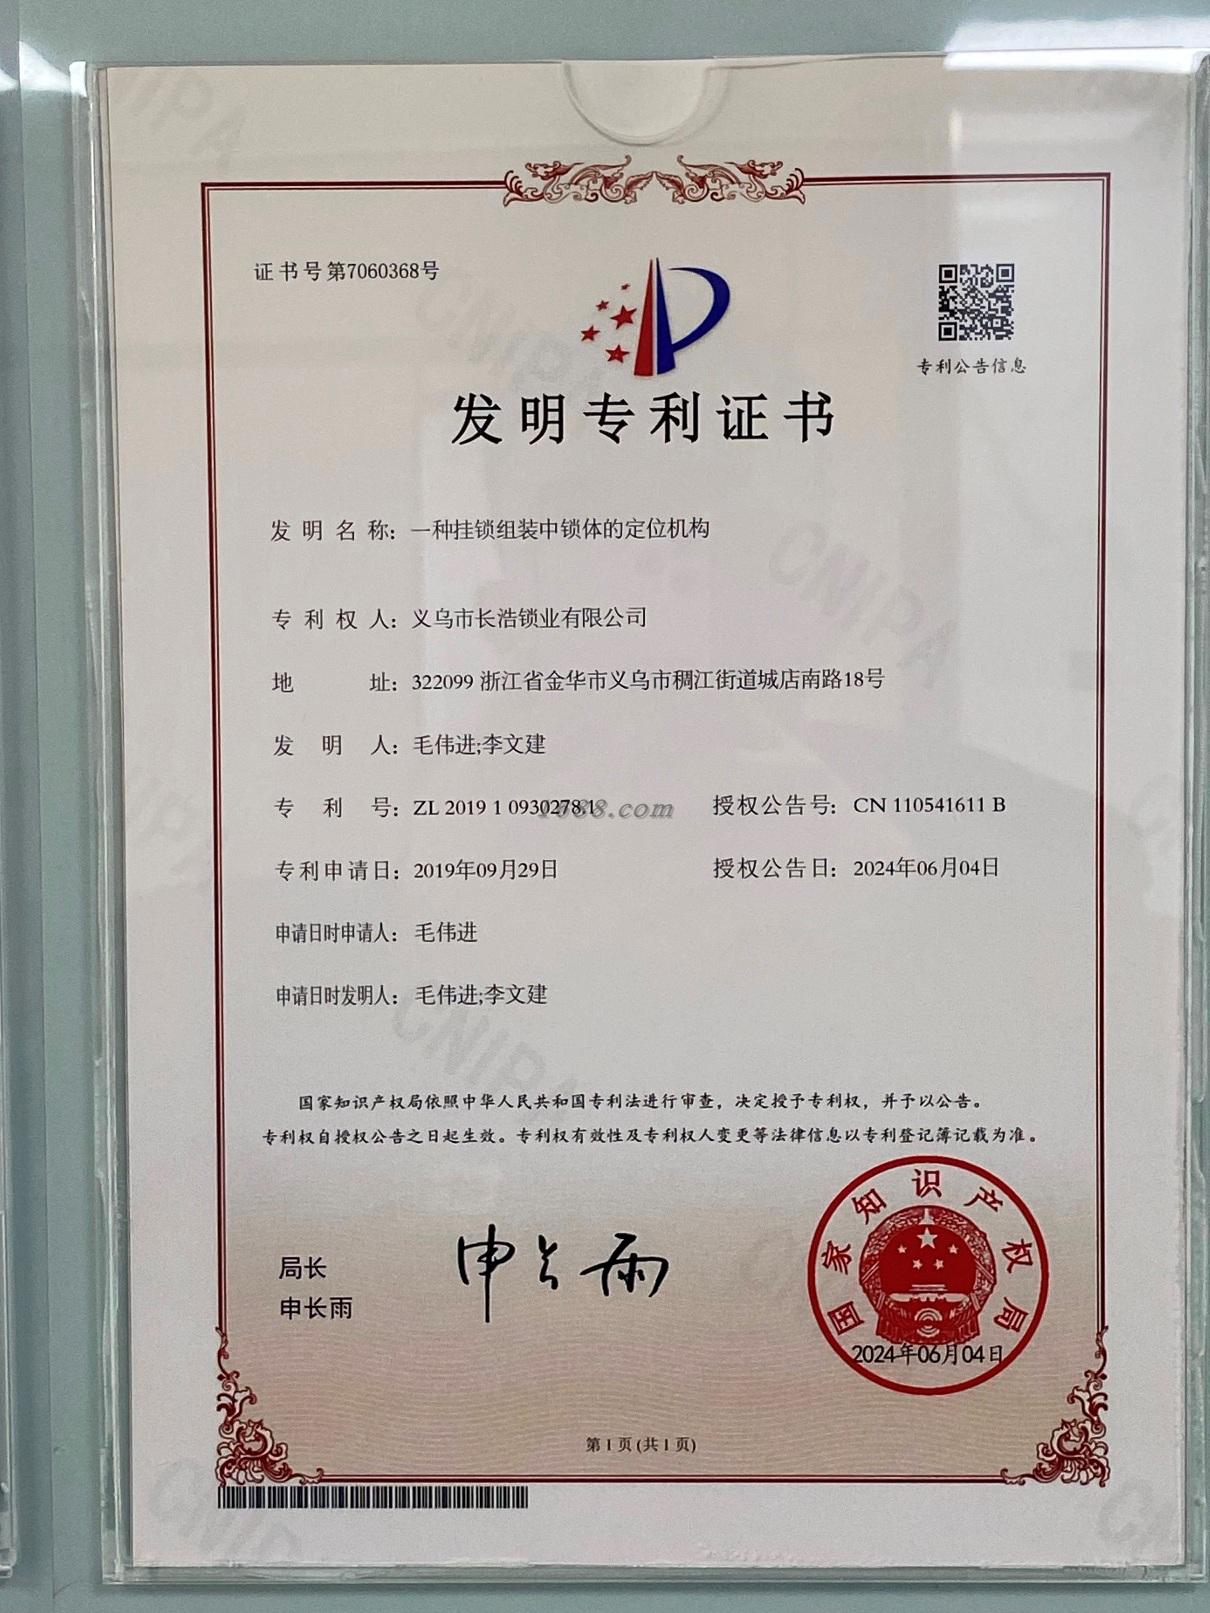 证书号第7060368号
专利公告信息
发明专利证书
发明名称：一种挂锁组装中锁体的定位机构
专利权人：义乌市长浩锁业有限公司
地址：322099 浙江省金华市义乌市稠江街道城店南路18号
发明人：毛伟进;李文建
专利号：ZL 2019 1 0930278.1 授权公告号：CN 110541611 B
1688.com
专利申请日：2019年09月29日 授权公告日：2024年06月04日
申请日时申请人：毛伟进
申请日时发明人：毛伟进;李文建
国家知识产权局依照中华人民共和国专利法进行审查，决定授予专利权，并予以公告。
专利权自授权公告之日起生效。专利权有效性及专利权人变更等法律信息以专利登记簿记载为准。
局长
申长雨
申长雨
国家知识产权局
2024年06月04日
第1页(共1页)
CNIPA
CNIPA
CNIPA
CNIPA